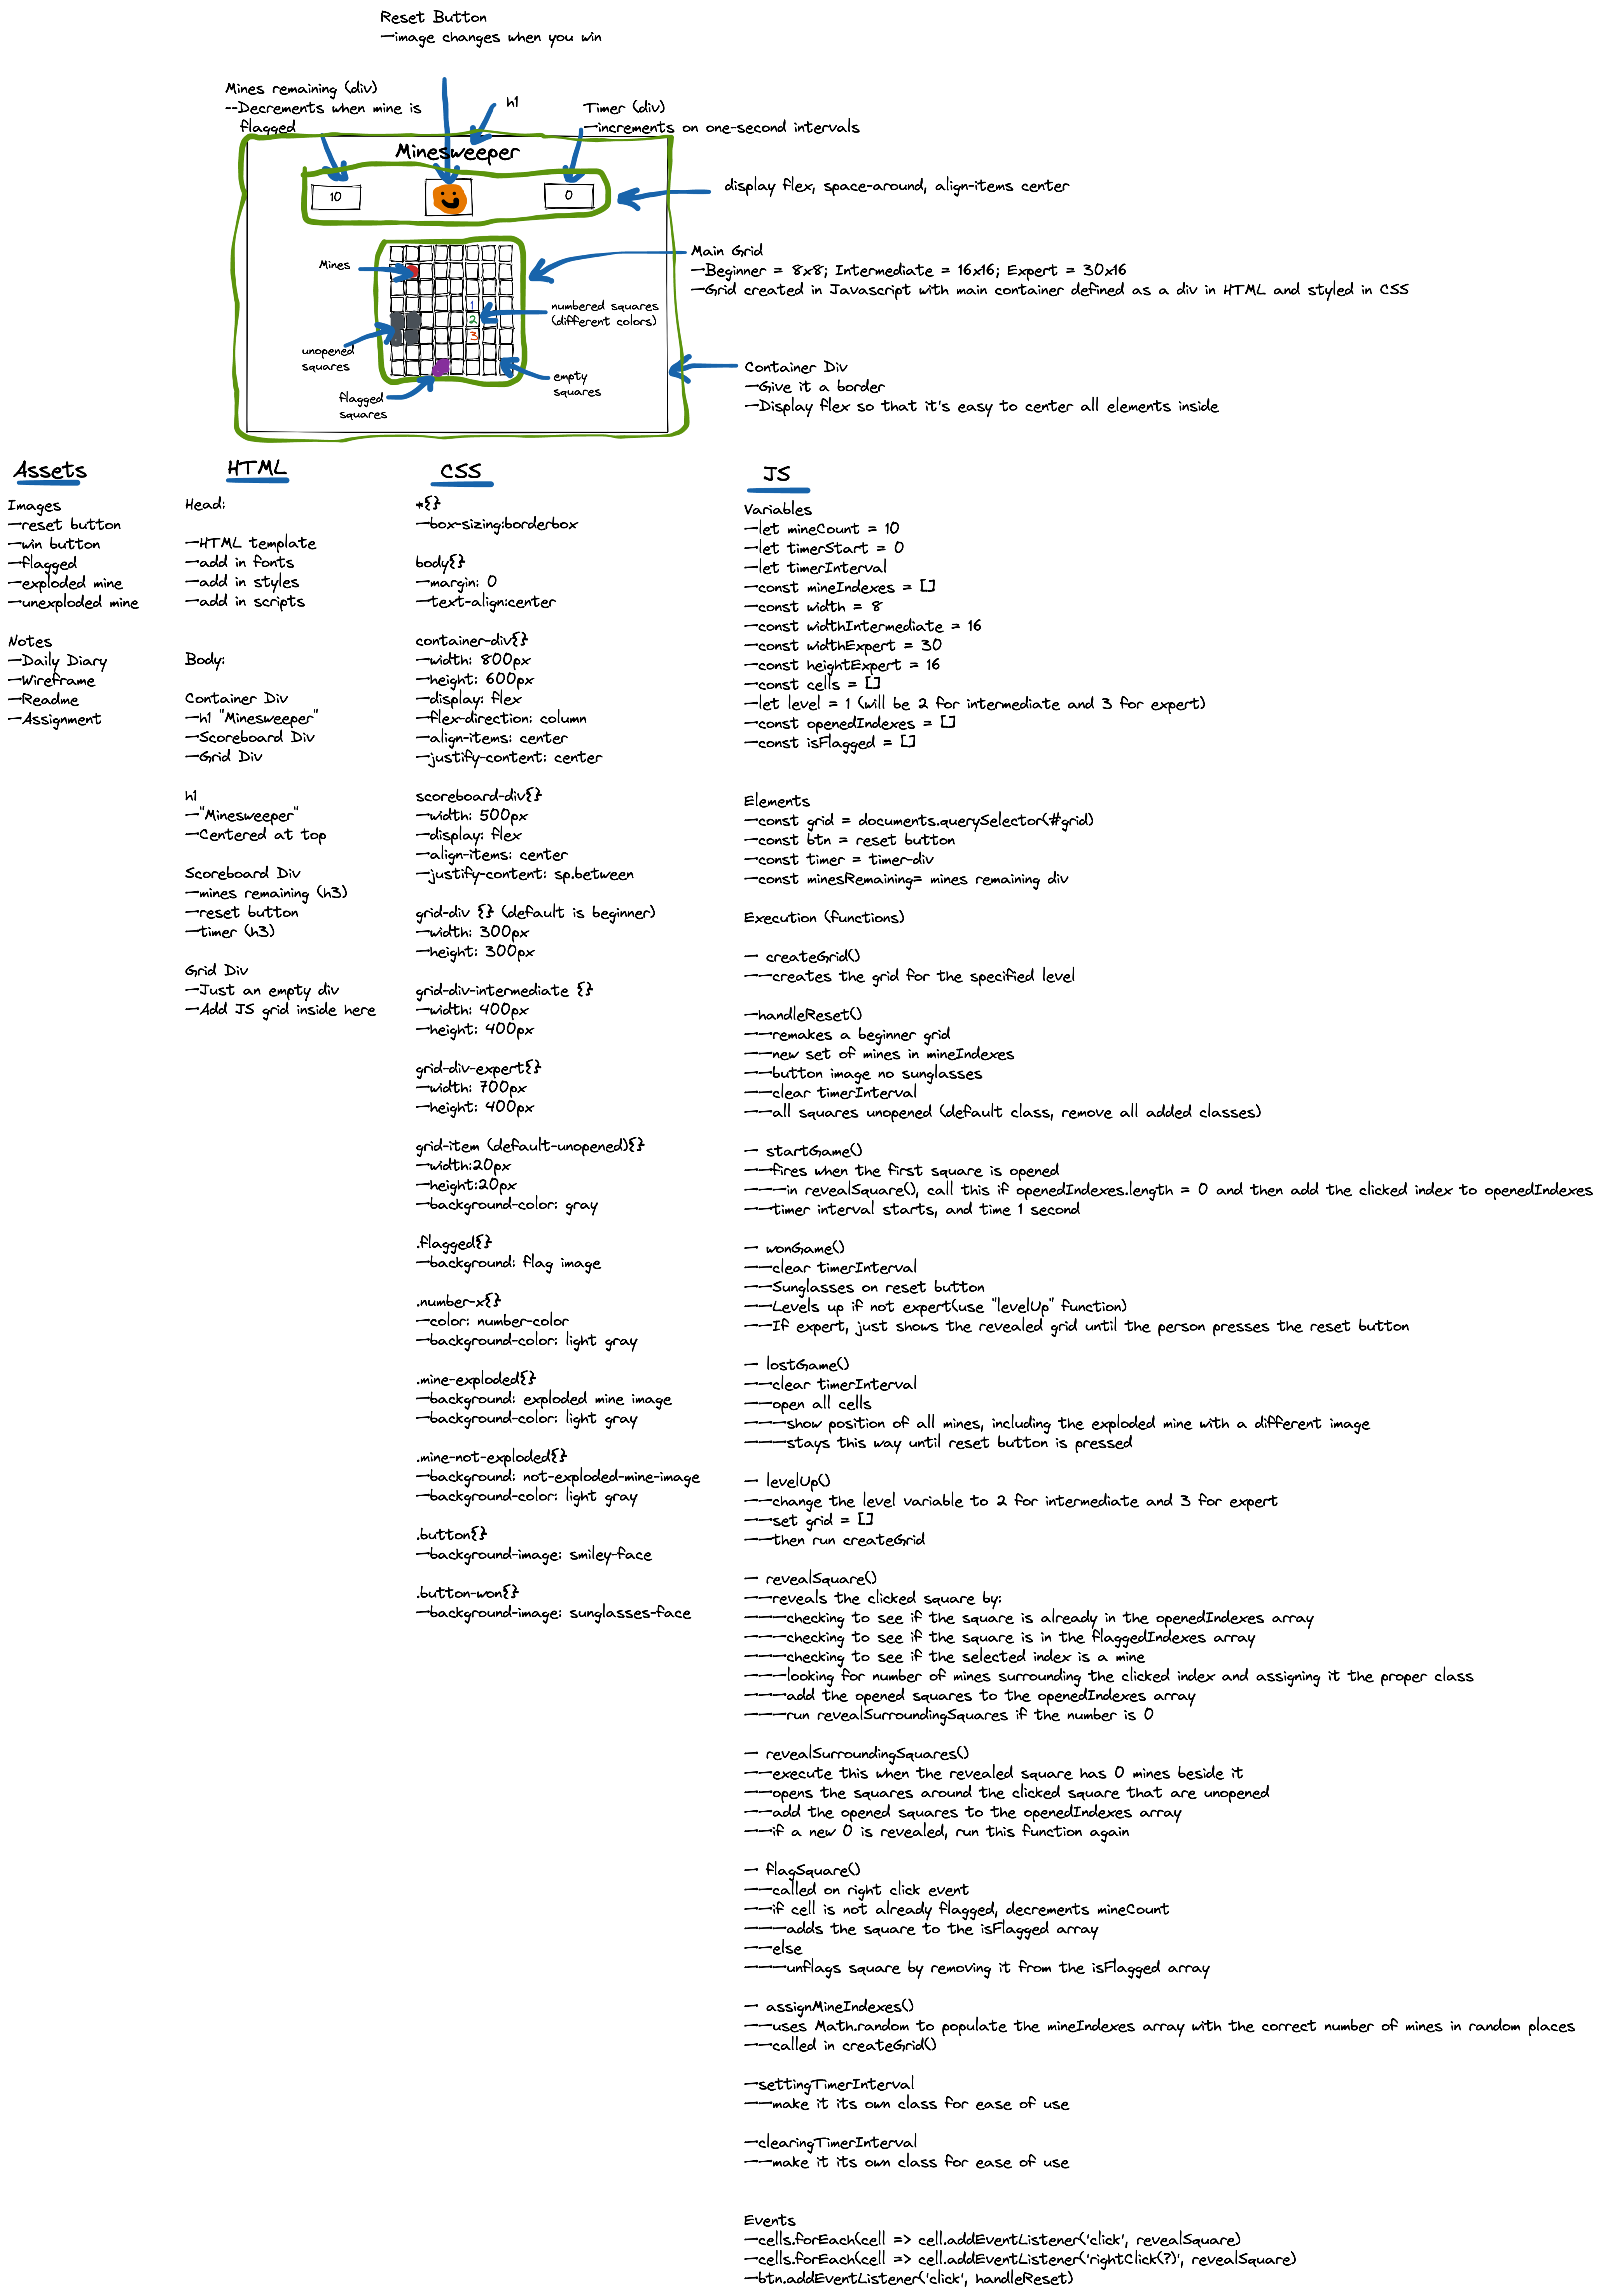 Reset Button
—image changes when you win
Mines remaining (div)
--Decrements when mine is
flagged
h1
Timer (div)
—increments on one-second intervals
Minesweeper
10
0
display flex, space-around, align-items center
Mines
1
2
3
numbered squares
(different colors)
unopened
squares
flagged
squares
empty
squares
Main Grid
—Beginner = 8x8; Intermediate = 16x16; Expert = 30x16
—Grid created in Javascript with main container defined as a div in HTML and styled in CSS
Container Div
—Give it a border
—Display flex so that it's easy to center all elements inside
Assets
Images
—reset button
—win button
—flagged
—exploded mine
—unexploded mine
Notes
—Daily Diary
—Wireframe
—Readme
—Assignment
HTML
Head:
—HTML template
—add in fonts
—add in styles
—add in scripts
Body:
Container Div
—h1 "Minesweeper"
—Scoreboard Div
—Grid Div
h1
—"Minesweeper"
—Centered at top
Scoreboard Div
—mines remaining (h3)
—reset button
—timer (h3)
Grid Div
—Just an empty div
—Add JS grid inside here
CSS
*{}
—box-sizing:borderbox
body{}
—margin: 0
—text-align:center
container-div{}
—width: 800px
—height: 600px
—display: flex
—flex-direction: column
—align-items: center
—justify-content: center
scoreboard-div{}
—width: 500px
—display: flex
—align-items: center
—justify-content: sp.between
grid-div {} (default is beginner)
—width: 300px
—height: 300px
grid-div-intermediate {}
—width: 400px
—height: 400px
grid-div-expert{}
—width: 700px
—height: 400px
grid-item (default-unopened){}
—width:20px
—height:20px
—background-color: gray
.flagged{}
—background: flag image
.number-x{}
—color: number-color
—background-color: light gray
.mine-exploded{}
—background: exploded mine image
—background-color: light gray
.mine-not-exploded{}
—background: not-exploded-mine-image
—background-color: light gray
.button{}
—background-image: smiley-face
.button-won{}
—background-image: sunglasses-face
JS
Variables
—let mineCount = 10
—let timerStart = 0
—let timerInterval
—const mineIndexes = []
—const width = 8
—const widthIntermediate = 16
—const widthExpert = 30
—const heightExpert = 16
—const cells = []
—let level = 1 (will be 2 for intermediate and 3 for expert)
—const openedIndexes = []
—const isFlagged = []
Elements
—const grid = documents.querySelector(#grid)
—const btn = reset button
—const timer = timer-div
—const minesRemaining= mines remaining div
Execution (functions)
— createGrid()
——creates the grid for the specified level
—handleReset()
——remakes a beginner grid
——new set of mines in mineIndexes
——button image no sunglasses
——clear timerInterval
——all squares unopened (default class, remove all added classes)
— startGame()
——fires when the first square is opened
———in revealSquare(), call this if openedIndexes.length = 0 and then add the clicked index to openedIndexes
——timer interval starts, and time 1 second
— wonGame()
——clear timerInterval
——Sunglasses on reset button
——Levels up if not expert(use "levelUp" function)
——If expert, just shows the revealed grid until the person presses the reset button
— lostGame()
——clear timerInterval
——open all cells
———show position of all mines, including the exploded mine with a different image
———stays this way until reset button is pressed
— levelUp()
——change the level variable to 2 for intermediate and 3 for expert
——set grid = []
——then run createGrid
— revealSquare()
——reveals the clicked square by:
———checking to see if the square is already in the openedIndexes array
———checking to see if the square is in the flaggedIndexes array
———checking to see if the selected index is a mine
———looking for number of mines surrounding the clicked index and assigning it the proper class
———add the opened squares to the openedIndexes array
———run revealSurroundingSquares if the number is 0
— revealSurroundingSquares()
——execute this when the revealed square has 0 mines beside it
——opens the squares around the clicked square that are unopened
——add the opened squares to the openedIndexes array
——if a new 0 is revealed, run this function again
— flagSquare()
——called on right click event
——if cell is not already flagged, decrements mineCount
———adds the square to the isFlagged array
——else
———unflags square by removing it from the isFlagged array
— assignMineIndexes()
——uses Math.random to populate the mineIndexes array with the correct number of mines in random places
——called in createGrid()
—settingTimerInterval
——make it its own class for ease of use
—clearingTimerInterval
——make it its own class for ease of use
Events
—cells.forEach(cell => cell.addEventListener('click', revealSquare)
—cells.forEach(cell => cell.addEventListener('rightClick(?)', revealSquare)
—btn.addEventListener('click', handleReset)